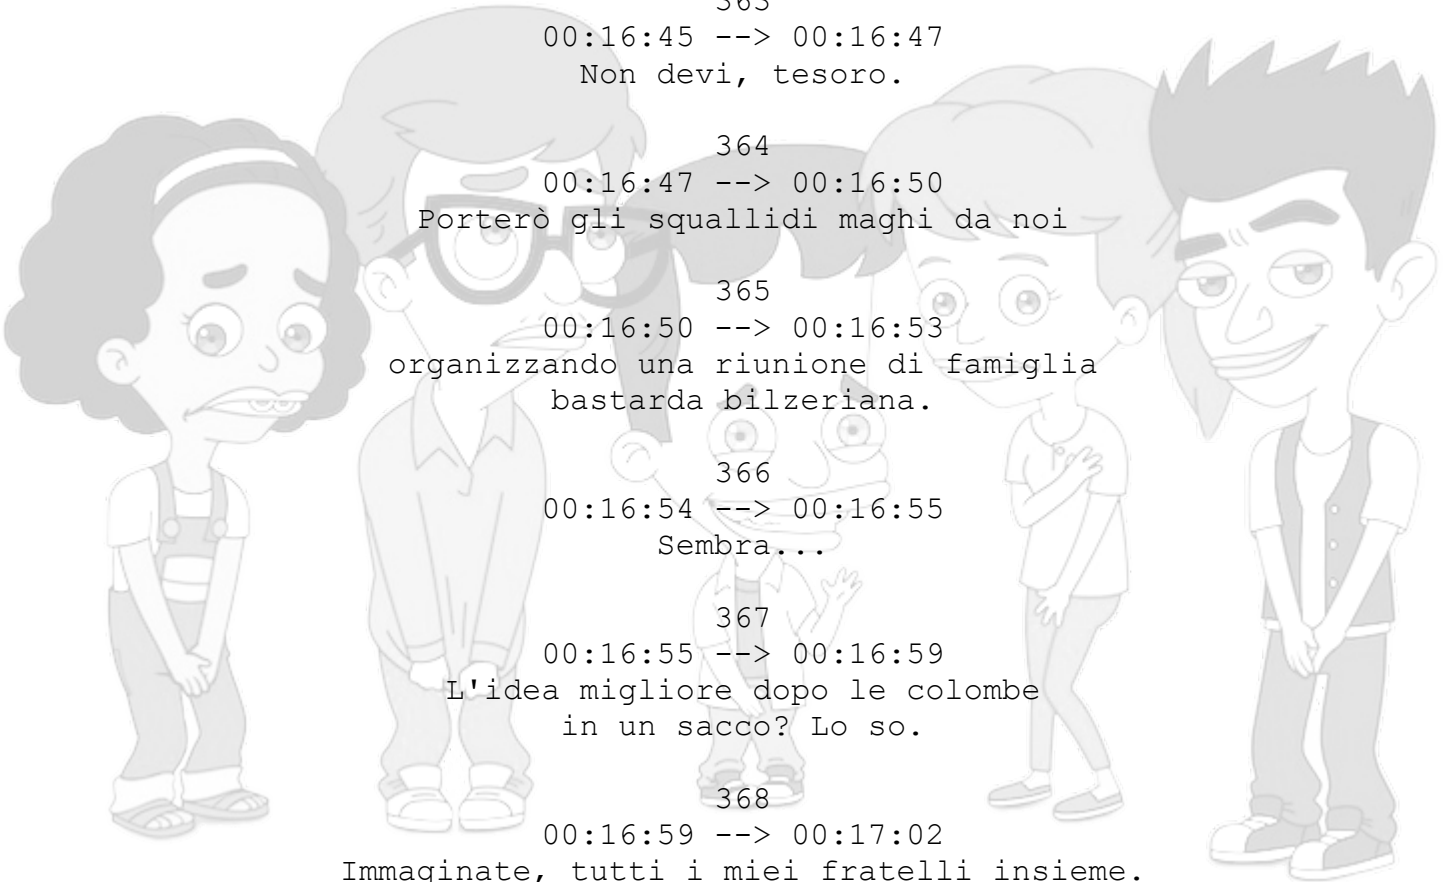 363
00:16:45 --> 00:16:47
Non devi, tesoro.
364
00:16:47 --> 00:16:50
Porterò gli squallidi maghi da noi
365
00:16:50 --> 00:16:53
organizzando una riunione di famiglia
bastarda bilzeriana.
366
00:16:54 --> 00:16:55
Sembra...
367
00:16:55 --> 00:16:59
L'idea migliore dopo le colombe
in un sacco? Lo so.
368
00:16:59 --> 00:17:02
Immaginate, tutti i miei fratelli insieme.